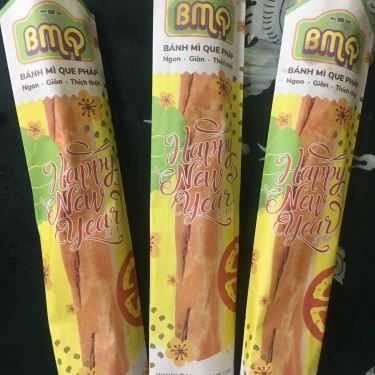 BMQ
BÁNH MÌ QUE PHÁP
Ngon - Giòn - Thích
Happy
New
Year
BMQ
BÁNH MÌ QUE PHÁP
Ngon - Giòn - Thích
Happy
New
Year
BMQ
BÁNH MÌ QUE PHÁP
Ngon - Giòn - Thích
Happy
New
Year